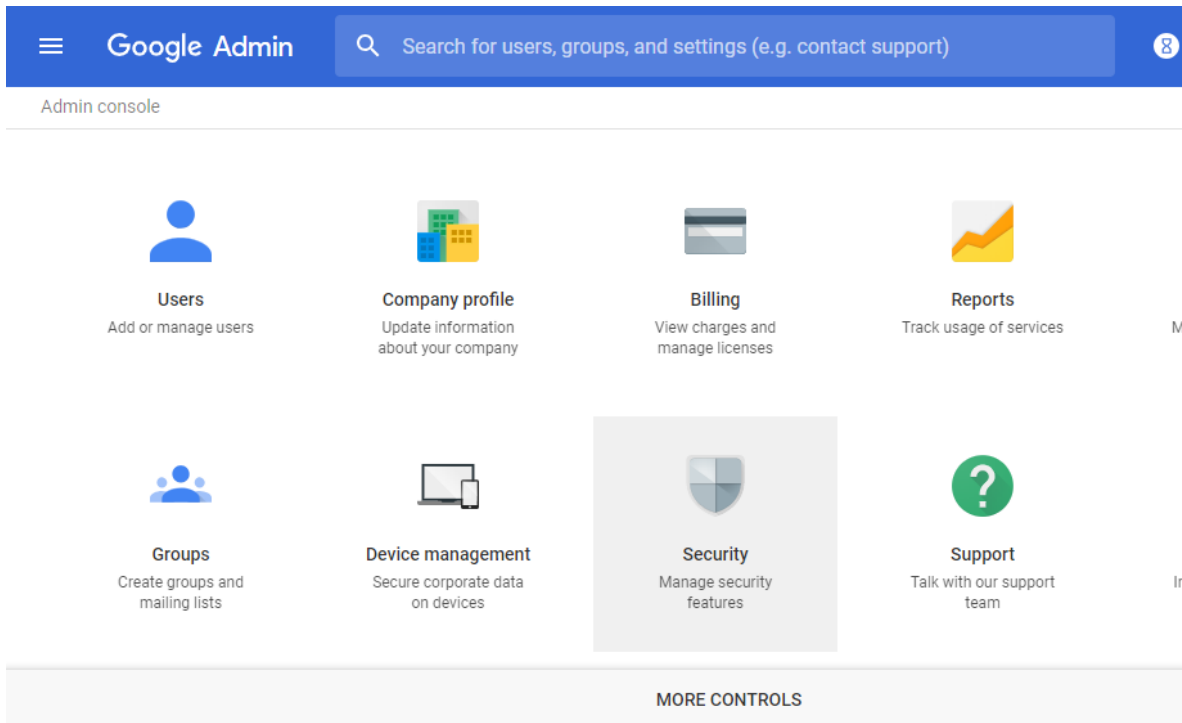 Google Admin
Search for users, groups, and settings (e.g. contact support)
Admin console
Users
Add or manage users
Company profile
Update information
about your company
Billing
View charges and
manage licenses
Reports
Track usage of services
M
Groups
Create groups and
mailing lists
Device management
Secure corporate data
on devices
Security
Manage security
features
Support
Talk with our support
team
MORE CONTROLS